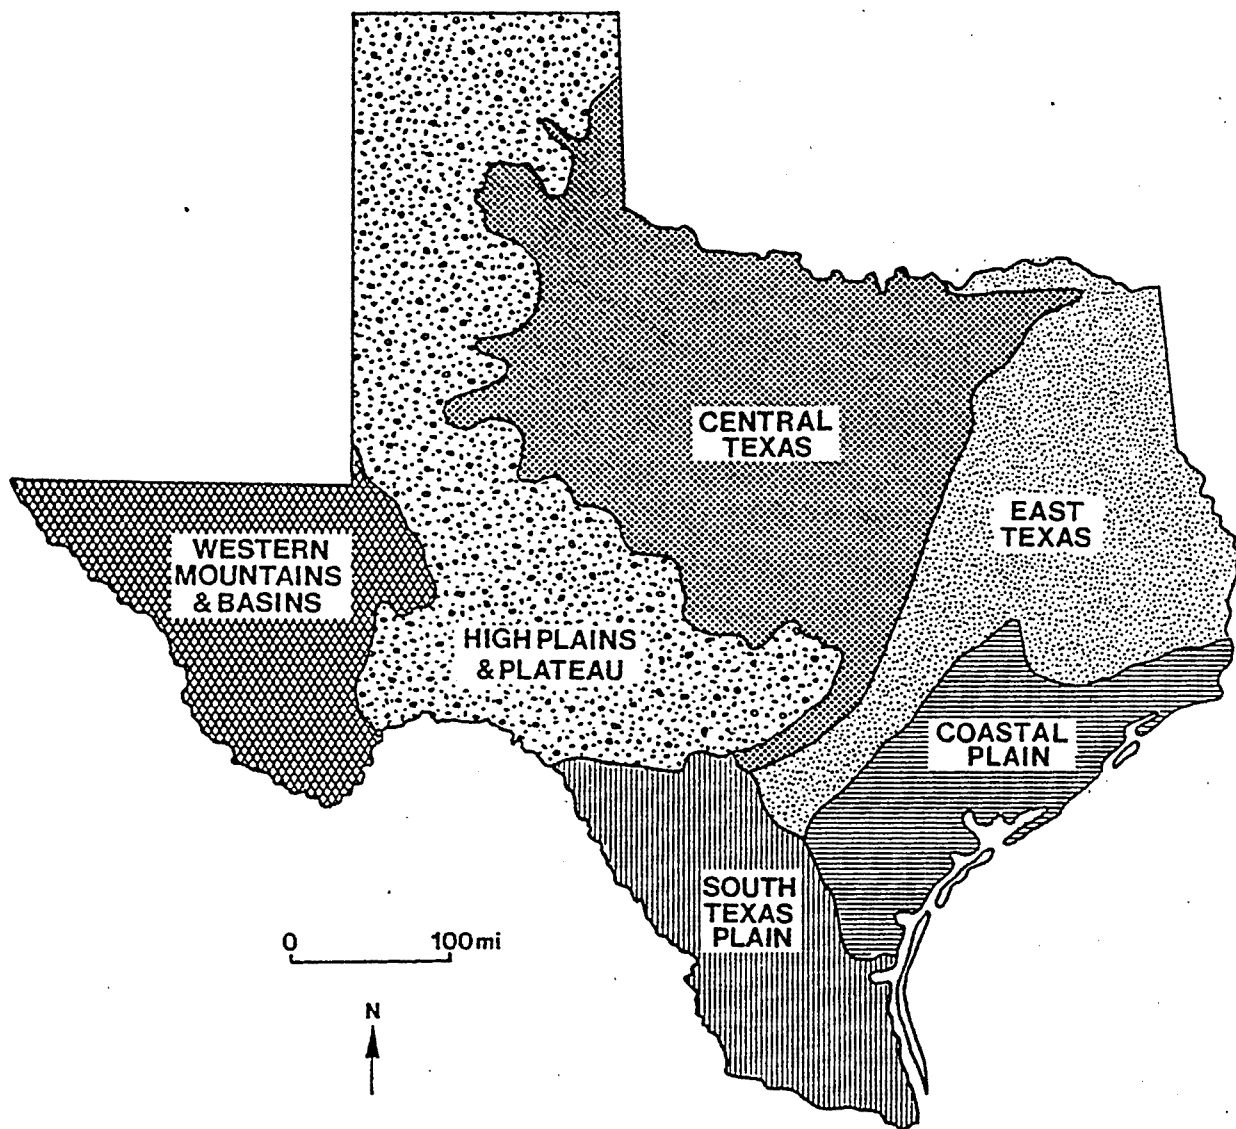 CENTRAL
TEXAS
EAST
TEXAS
WESTERN
MOUNTAINS
& BASINS
HIGH PLAINS
& PLATEAU
COASTAL
PLAIN
SOUTH
TEXAS
PLAIN
0 100 mi
N